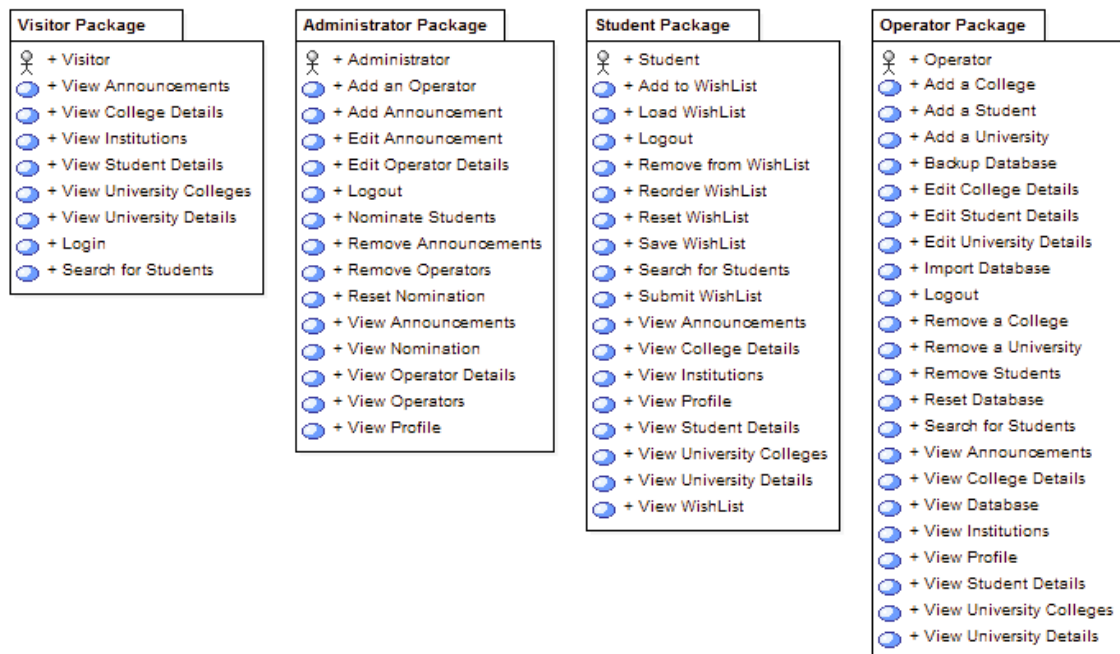 Visitor Package
+ Visitor
+ View Announcements
+ View College Details
+ View Institutions
+ View Student Details
+ View University Colleges
+ View University Details
+ Login
+ Search for Students
Administrator Package
+ Administrator
+ Add an Operator
+ Add Announcement
+ Edit Announcement
+ Edit Operator Details
+ Logout
+ Nominate Students
+ Remove Announcements
+ Remove Operators
+ Reset Nomination
+ View Announcements
+ View Nomination
+ View Operator Details
+ View Operators
+ View Profile
Student Package
+ Student
+ Add to WishList
+ Load WishList
+ Logout
+ Remove from WishList
+ Reorder WishList
+ Reset WishList
+ Save WishList
+ Search for Students
+ Submit WishList
+ View Announcements
+ View College Details
+ View Institutions
+ View Profile
+ View Student Details
+ View University Colleges
+ View University Details
+ View WishList
Operator Package
+ Operator
+ Add a College
+ Add a Student
+ Add a University
+ Backup Database
+ Edit College Details
+ Edit Student Details
+ Edit University Details
+ Import Database
+ Logout
+ Remove a College
+ Remove a University
+ Remove Students
+ Reset Database
+ Search for Students
+ View Announcements
+ View College Details
+ View Database
+ View Institutions
+ View Profile
+ View Student Details
+ View University Colleges
+ View University Details